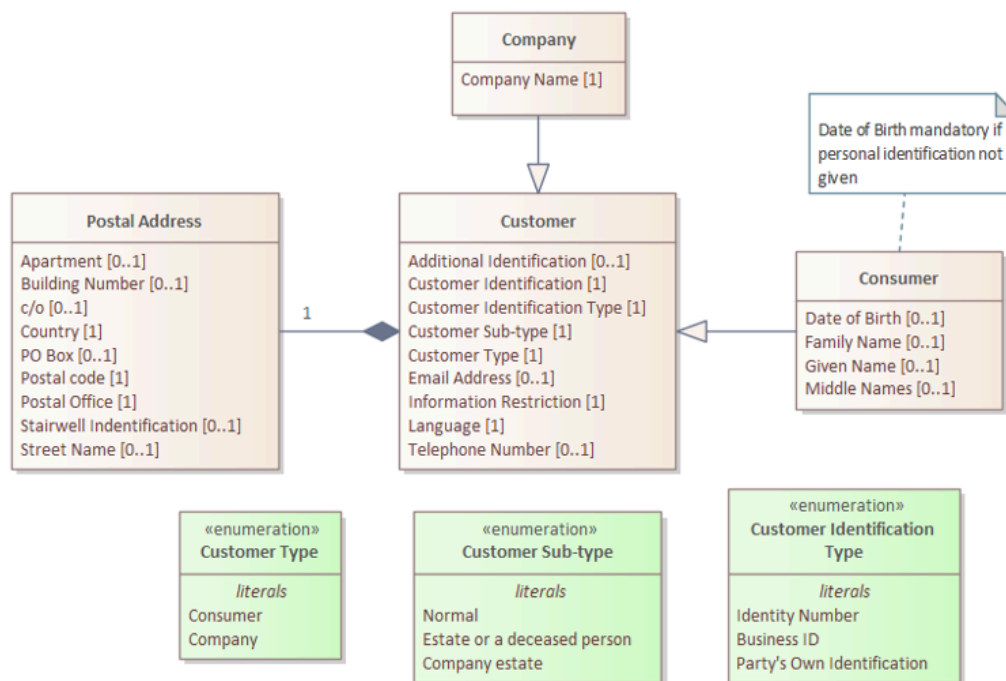 Company
Company Name [1]
Date of Birth mandatory if
personal identification not
given
Postal Address
Apartment [0..1]
Building Number [0..1]
c/o [0..1]
Country [1]
PO Box [0..1]
Postal code [1]
Postal Office [1]
Stairwell Indentification [0..1]
Street Name [0..1]
1
Customer
Additional Identification [0..1]
Customer Identification [1]
Customer Identification Type [1]
Customer Sub-type [1]
Customer Type [1]
Email Address [0..1]
Information Restriction [1]
Language [1]
Telephone Number [0..1]
Consumer
Date of Birth [0..1]
Family Name [0..1]
Given Name [0..1]
Middle Names [0..1]
«enumeration»
Customer Type
literals
Consumer
Company
«enumeration»
Customer Sub-type
literals
Normal
Estate or a deceased person
Company estate
«enumeration»
Customer Identification
Type
literals
Identity Number
Business ID
Party's Own Identification